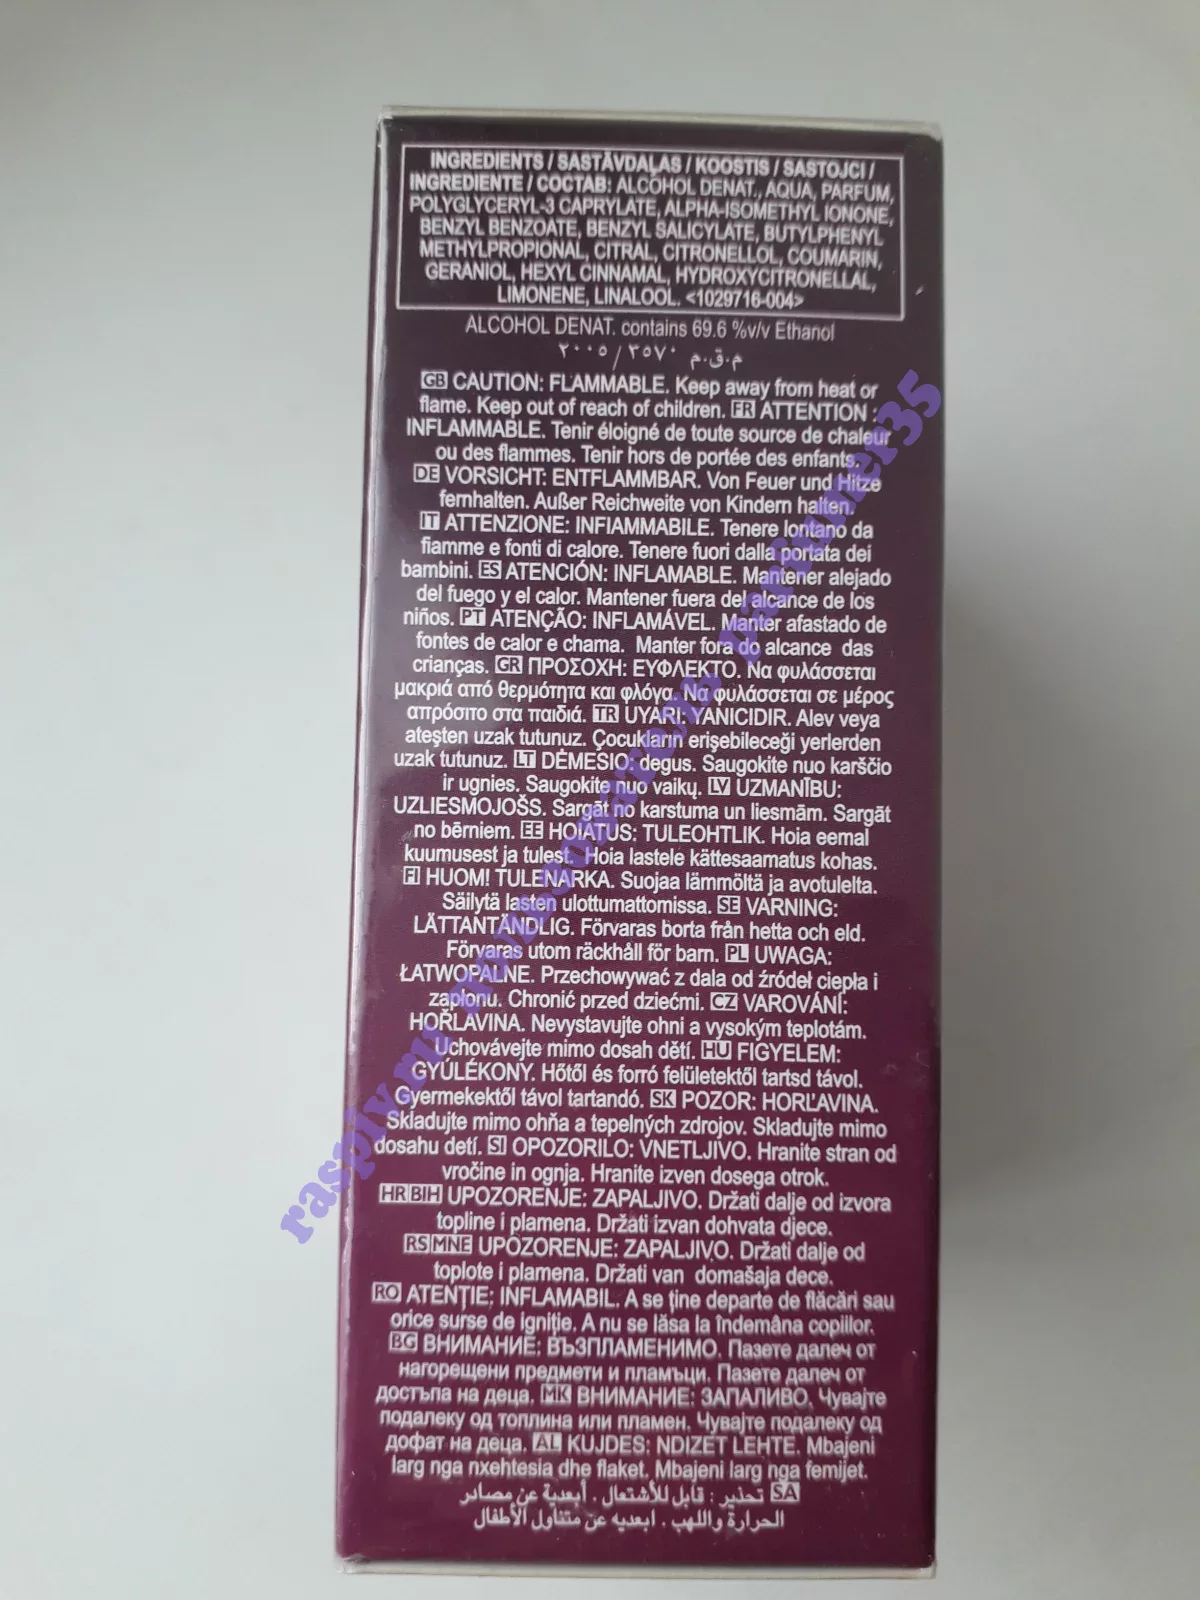 INGREDIENTS / SASTĀVDAĻAS / KOOSTIS / SASTOJCI /
INGREDIENTE / СОСТАВ: ALCOHOL DENAT., AQUA, PARFUM,
POLYGLYCERYL-3 CAPRYLATE, ALPHA-ISOMETHYL IONONE,
BENZYL BENZOATE, BENZYL SALICYLATE, BUTYLPHENYL
METHYLPROPIONAL, CITRAL, CITRONELLOL, COUMARIN,
GERANIOL, HEXYL CINNAMAL, HYDROXYCITRONELLAL,
LIMONENE, LINALOOL. <1029716-004>
ALCOHOL DENAT. contains 69.6 %v/v Ethanol
م.ق.م ٣٥٧٠ / ٢٠٠٥
GB CAUTION: FLAMMABLE. Keep away from heat or
flame. Keep out of reach of children. FR ATTENTION :
INFLAMMABLE. Tenir éloigné de toute source de chaleur
ou des flammes. Tenir hors de portée des enfants.
DE VORSICHT: ENTFLAMMBAR. Von Feuer und Hitze
fernhalten. Außer Reichweite von Kindern halten.
IT ATTENZIONE: INFIAMMABILE. Tenere lontano da
fiamme e fonti di calore. Tenere fuori dalla portata dei
bambini. ES ATENCIÓN: INFLAMABLE. Mantener alejado
del fuego y el calor. Mantener fuera del alcance de los
niños. PT ATENÇÃO: INFLAMÁVEL. Manter afastado de
fontes de calor e chama. Manter fora do alcance das
crianças. GR ΠΡΟΣΟΧΗ: ΕΥΦΛΕΚΤΟ. Να φυλάσσεται
μακριά από θερμότητα και φλόγα. Να φυλάσσεται σε μέρος
απρόσιτο στα παιδιά. TR UYARI: YANICIDIR. Alev veya
ateşten uzak tutunuz. Çocukların erişebileceği yerlerden
uzak tutunuz. LT DĖMESIO: degus. Saugokite nuo karščio
ir ugnies. Saugokite nuo vaikų. LV UZMANĪBU:
UZLIESMOJOŠS. Sargāt no karstuma un liesmām. Sargāt
no bērniem. EE HOIATUS: TULEOHTLIK. Hoia eemal
kuumusest ja tulest. Hoia lastele kättesaamatus kohas.
FI HUOM! TULENARKA. Suojaa lämmöltä ja avotulelta.
Säilytä lasten ulottumattomissa. SE VARNING:
LÄTTANTÄNDLIG. Förvaras borta från hetta och eld.
Förvaras utom räckhåll för barn. PL UWAGA:
ŁATWOPALNE. Przechowywać z dala od źródeł ciepła i
zapłonu. Chronić przed dziećmi. CZ VAROVÁNÍ:
HOŘLAVINA. Nevystavujte ohni a vysokým teplotám.
Uchovávejte mimo dosah dětí. HU FIGYELEM:
GYÚLÉKONY. Hőtől és forró felületektől tartsd távol.
Gyermekektől távol tartandó. SK POZOR: HORĽAVINA.
Skladujte mimo ohňa a tepelných zdrojov. Skladujte mimo
dosahu detí. SI OPOZORILO: VNETLJIVO. Hranite stran od
vročine in ognja. Hranite izven dosega otrok.
HR BIH UPOZORENJE: ZAPALJIVO. Držati dalje od izvora
topline i plamena. Držati izvan dohvata djece.
RS MNE UPOZORENJE: ZAPALJIVO. Držati dalje od
toplote i plamena. Držati van domašaja dece.
RO ATENȚIE: INFLAMABIL. A se ține departe de flăcări sau
orice surse de igniție. A nu se lăsa la îndemâna copiilor.
BG ВНИМАНИЕ: ВЪЗПЛАМЕНИМО. Пазете далеч от
нагорещени предмети и пламъци. Пазете далеч от
достъпа на деца. MK ВНИМАНИЕ: ЗАПАЛИВО. Чувајте
подалеку од топлина или пламен. Чувајте подалеку од
дофат на деца. AL KUJDES: NDIZET LEHTE. Mbajeni
larg nga nxehtesia dhe flaket. Mbajeni larg nga femijet.
SA تحذير : قابل للأشتعال . أبعدية عن مصادر
الحرارة واللهب . ابعديه عن متناول الأطفال
raspiv.ru пользователь parfumer35